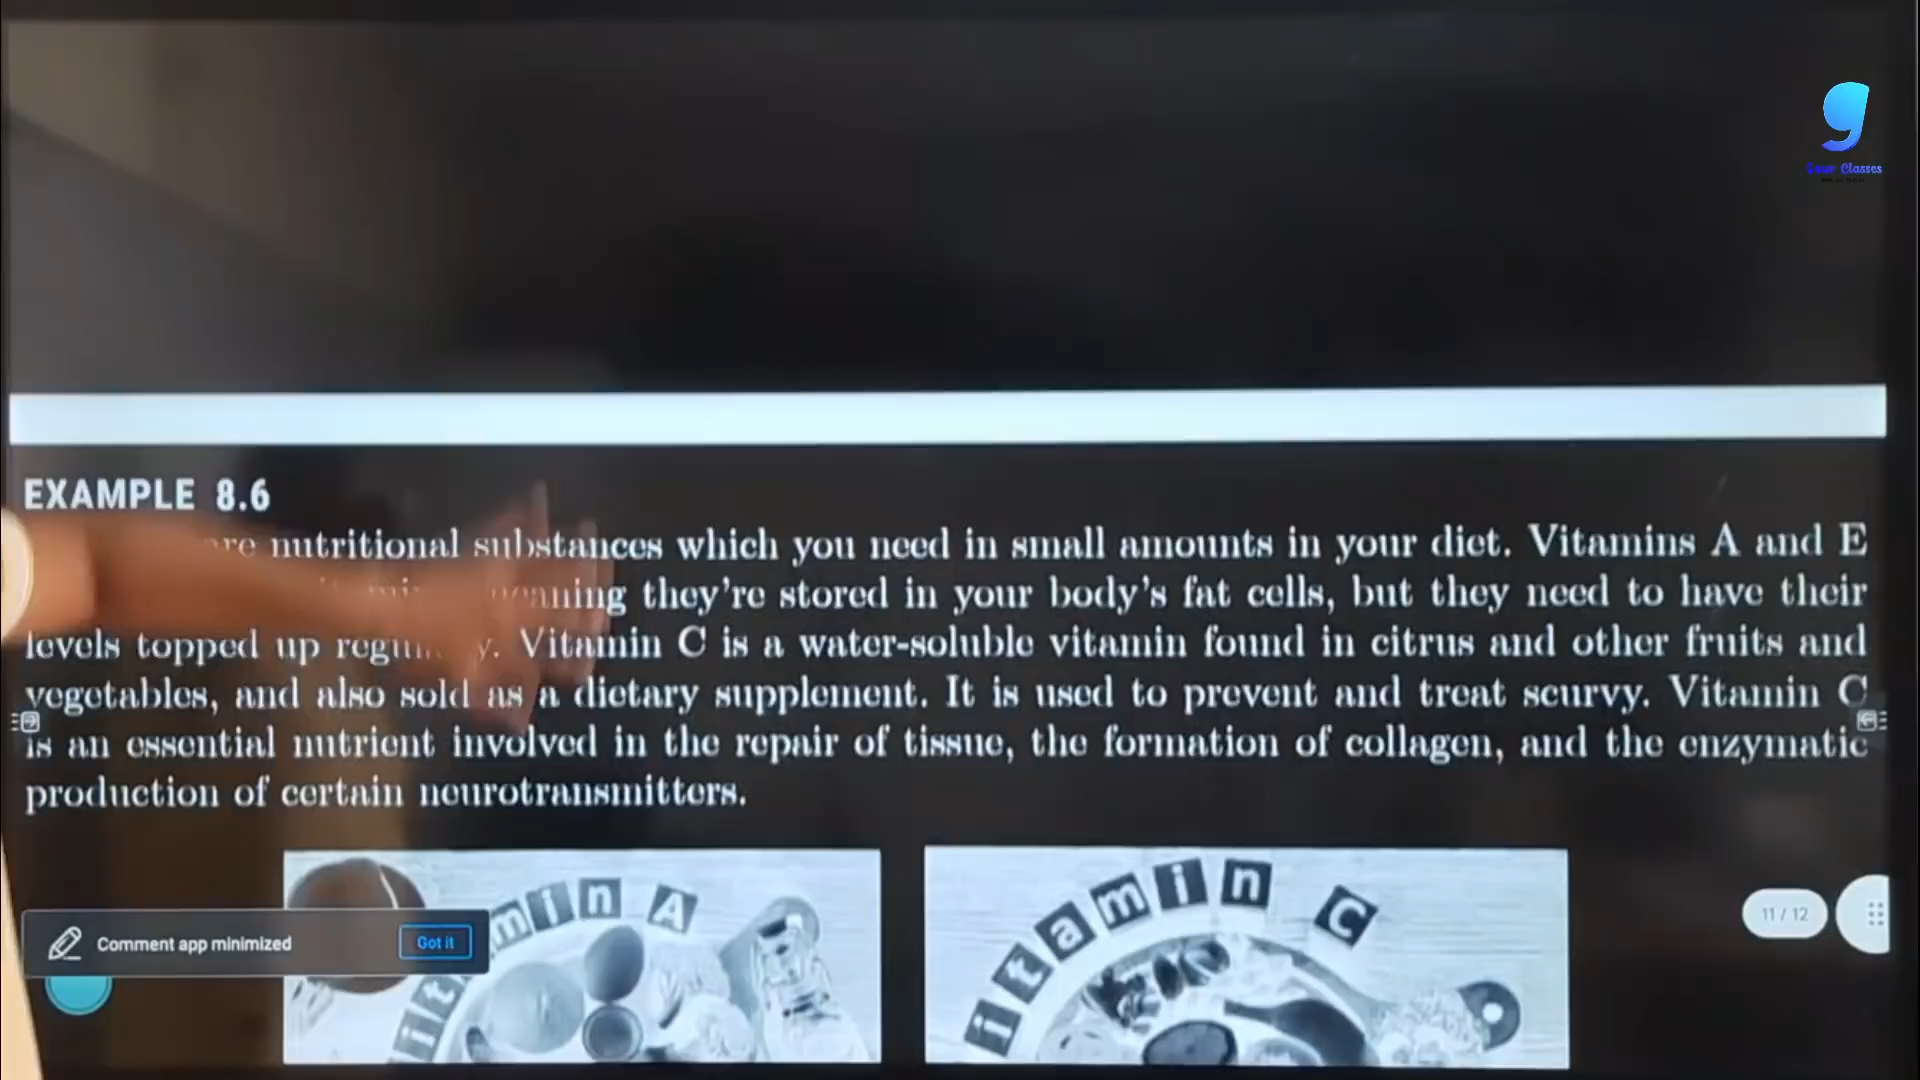 g
Classes
EXAMPLE 8.6
nutritional substances which you need in small amounts in your diet. Vitamins A and E
they're stored in your body's fat cells, but they need to have their
levels topped up Vitamin C is a water-soluble vitamin found in citrus and other fruits and
vegetables, and also sold as a dietary supplement. It is used to prevent and treat scurvy. Vitamin C
is an essential nutrient involved in the repair of tissue, the formation of collagen, and the enzymatic
production of certain neurotransmitters.
itamin C
Comment app minimized Got it
11 / 12